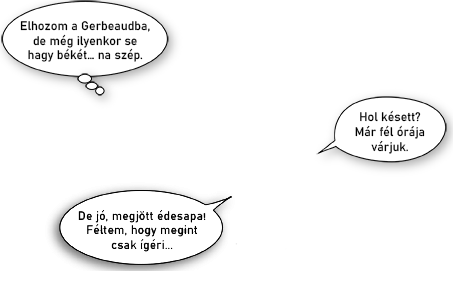 Elhozom a Gerbeaudba,
de még ilyenkor se
hagy békét... na szép.
Hol késett?
Már fél órája
várjuk.
De jó, megjött édesapa!
Féltem, hogy megint
csak ígéri...